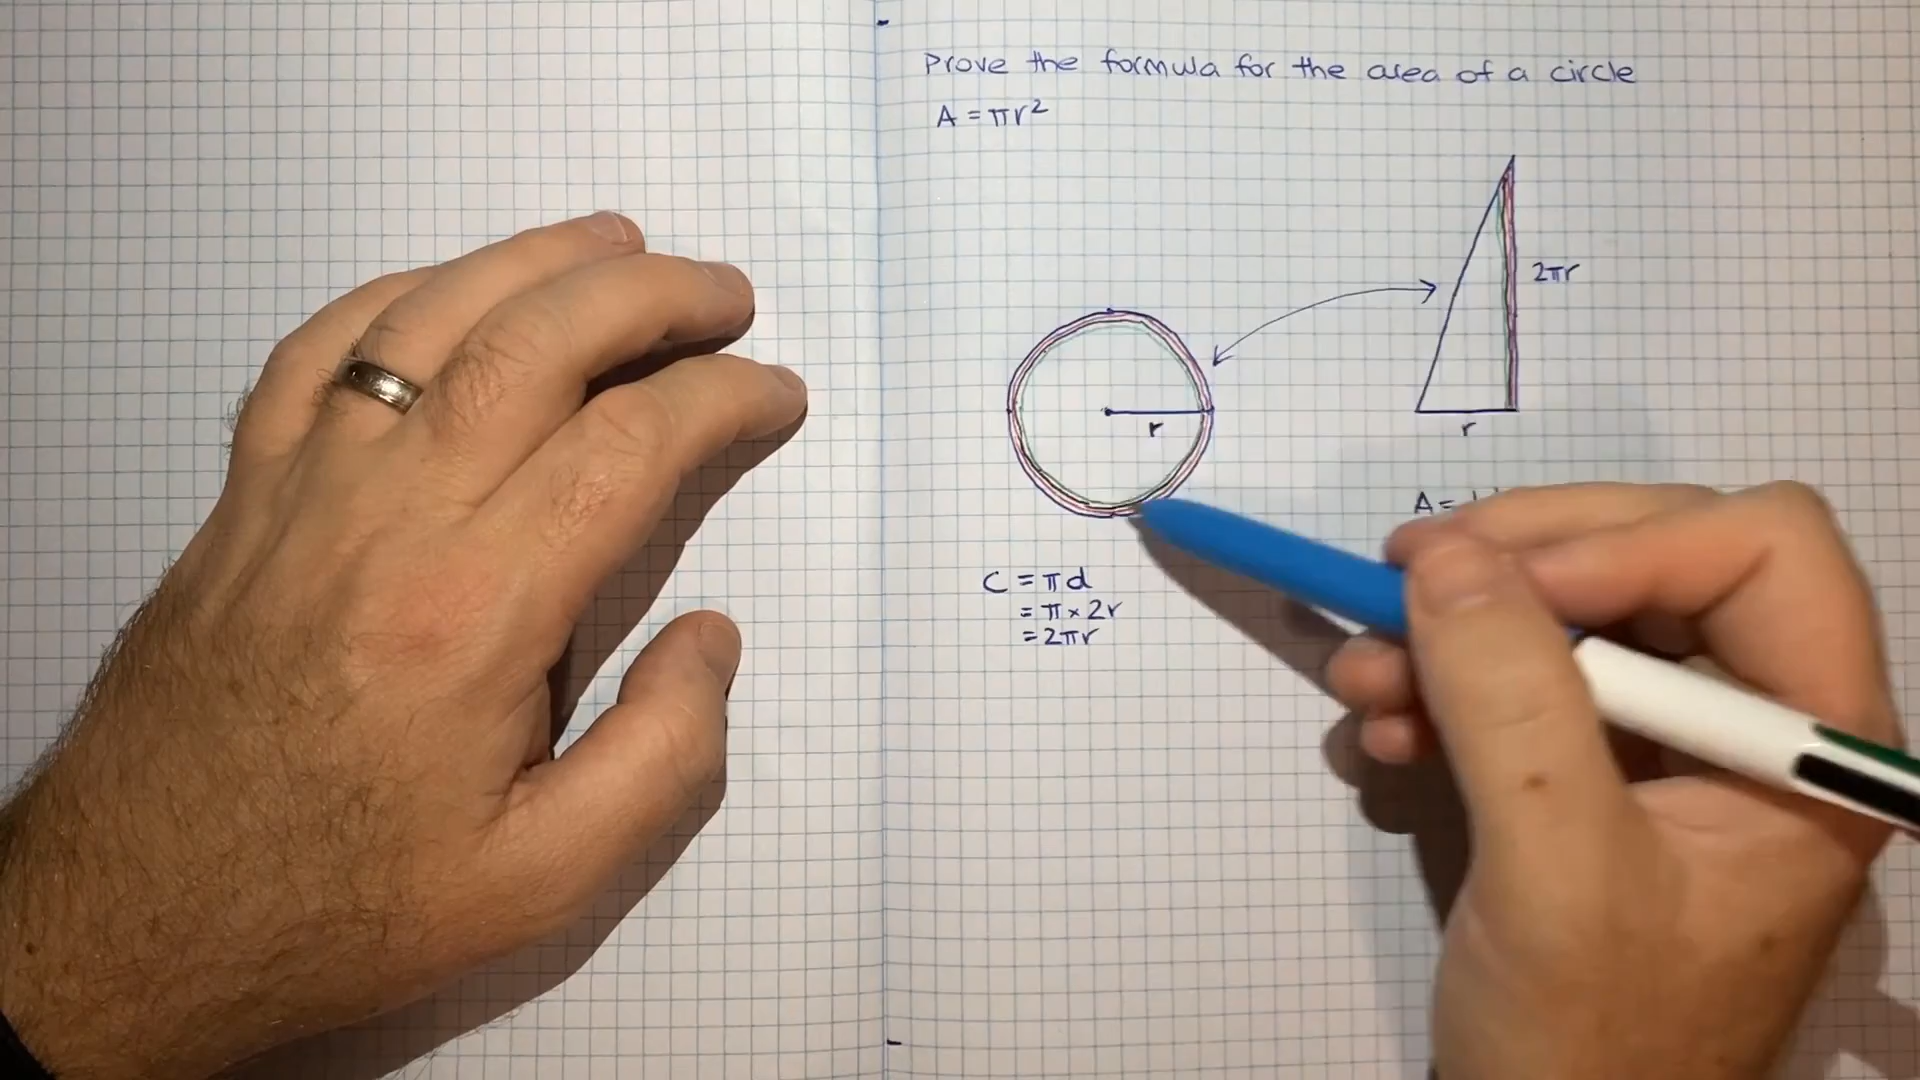 Prove the formula for the area of a circle
A = πr²
2πr
r
r
A =
C = πd
= π × 2r
= 2πr